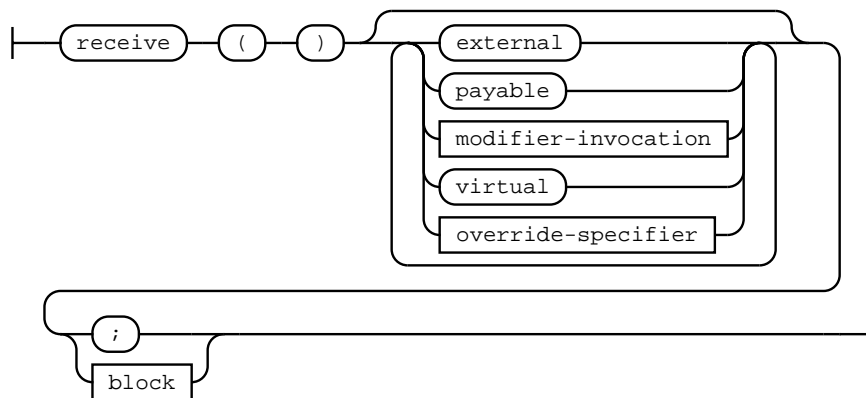 receive ( ) external
payable
modifier-invocation
virtual
override-specifier
;
block